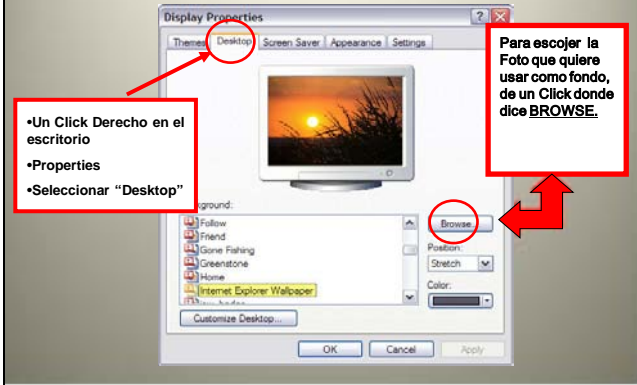 Display Properties
Themes Desktop Screen Saver Appearance Settings
Para escojer la
Foto que quiere
usar como fondo,
de un Click donde
dice BROWSE.
•Un Click Derecho en el
escritorio
•Properties
•Seleccionar “Desktop”
kground:
Follow
Friend
Gone Fishing
Greenstone
Home
Internet Explorer Wallpaper
Browse...
Position:
Stretch
Color:
Customize Desktop...
OK Cancel Apply